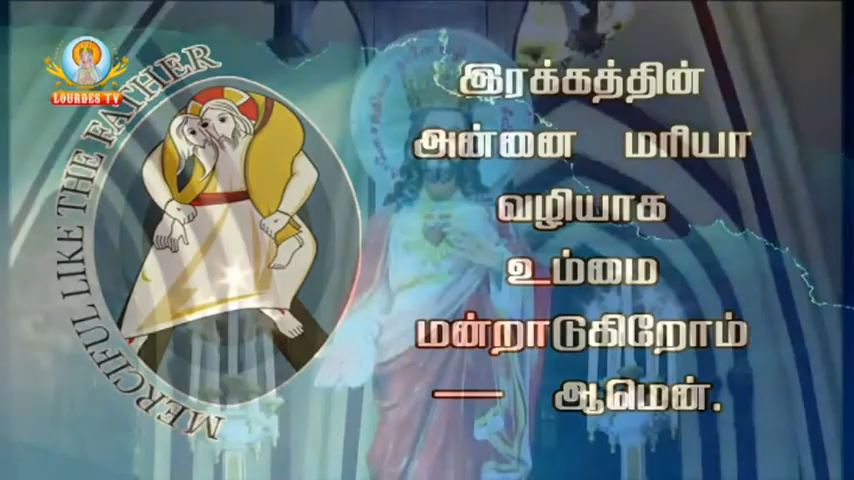 LOURDES TV
MERCIFUL LIKE THE FATHER
இரக்கத்தின்
அன்னை மரியா
வழியாக
உம்மை
மன்றாடுகிறோம்
— ஆமென்.